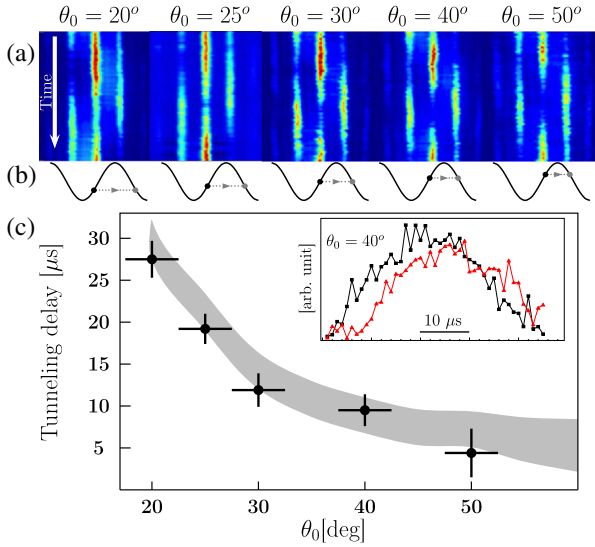 θ₀ = 20° θ₀ = 25° θ₀ = 30° θ₀ = 40° θ₀ = 50°
(a)
Time
(b)
(c)
Tunneling delay [μs]
30
25
20
15
10
5
θ₀ = 40°
[arb. unit]
10 μs
20 30 40 50
θ₀[deg]